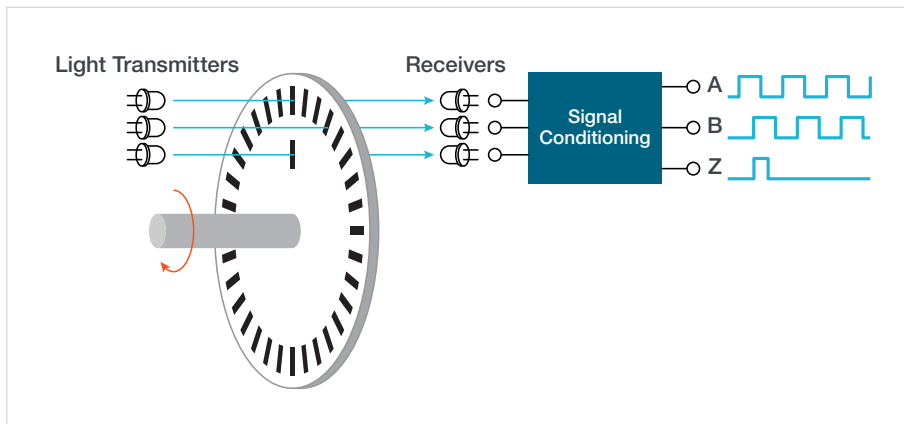 Light Transmitters
Receivers
Signal
Conditioning
A
B
Z